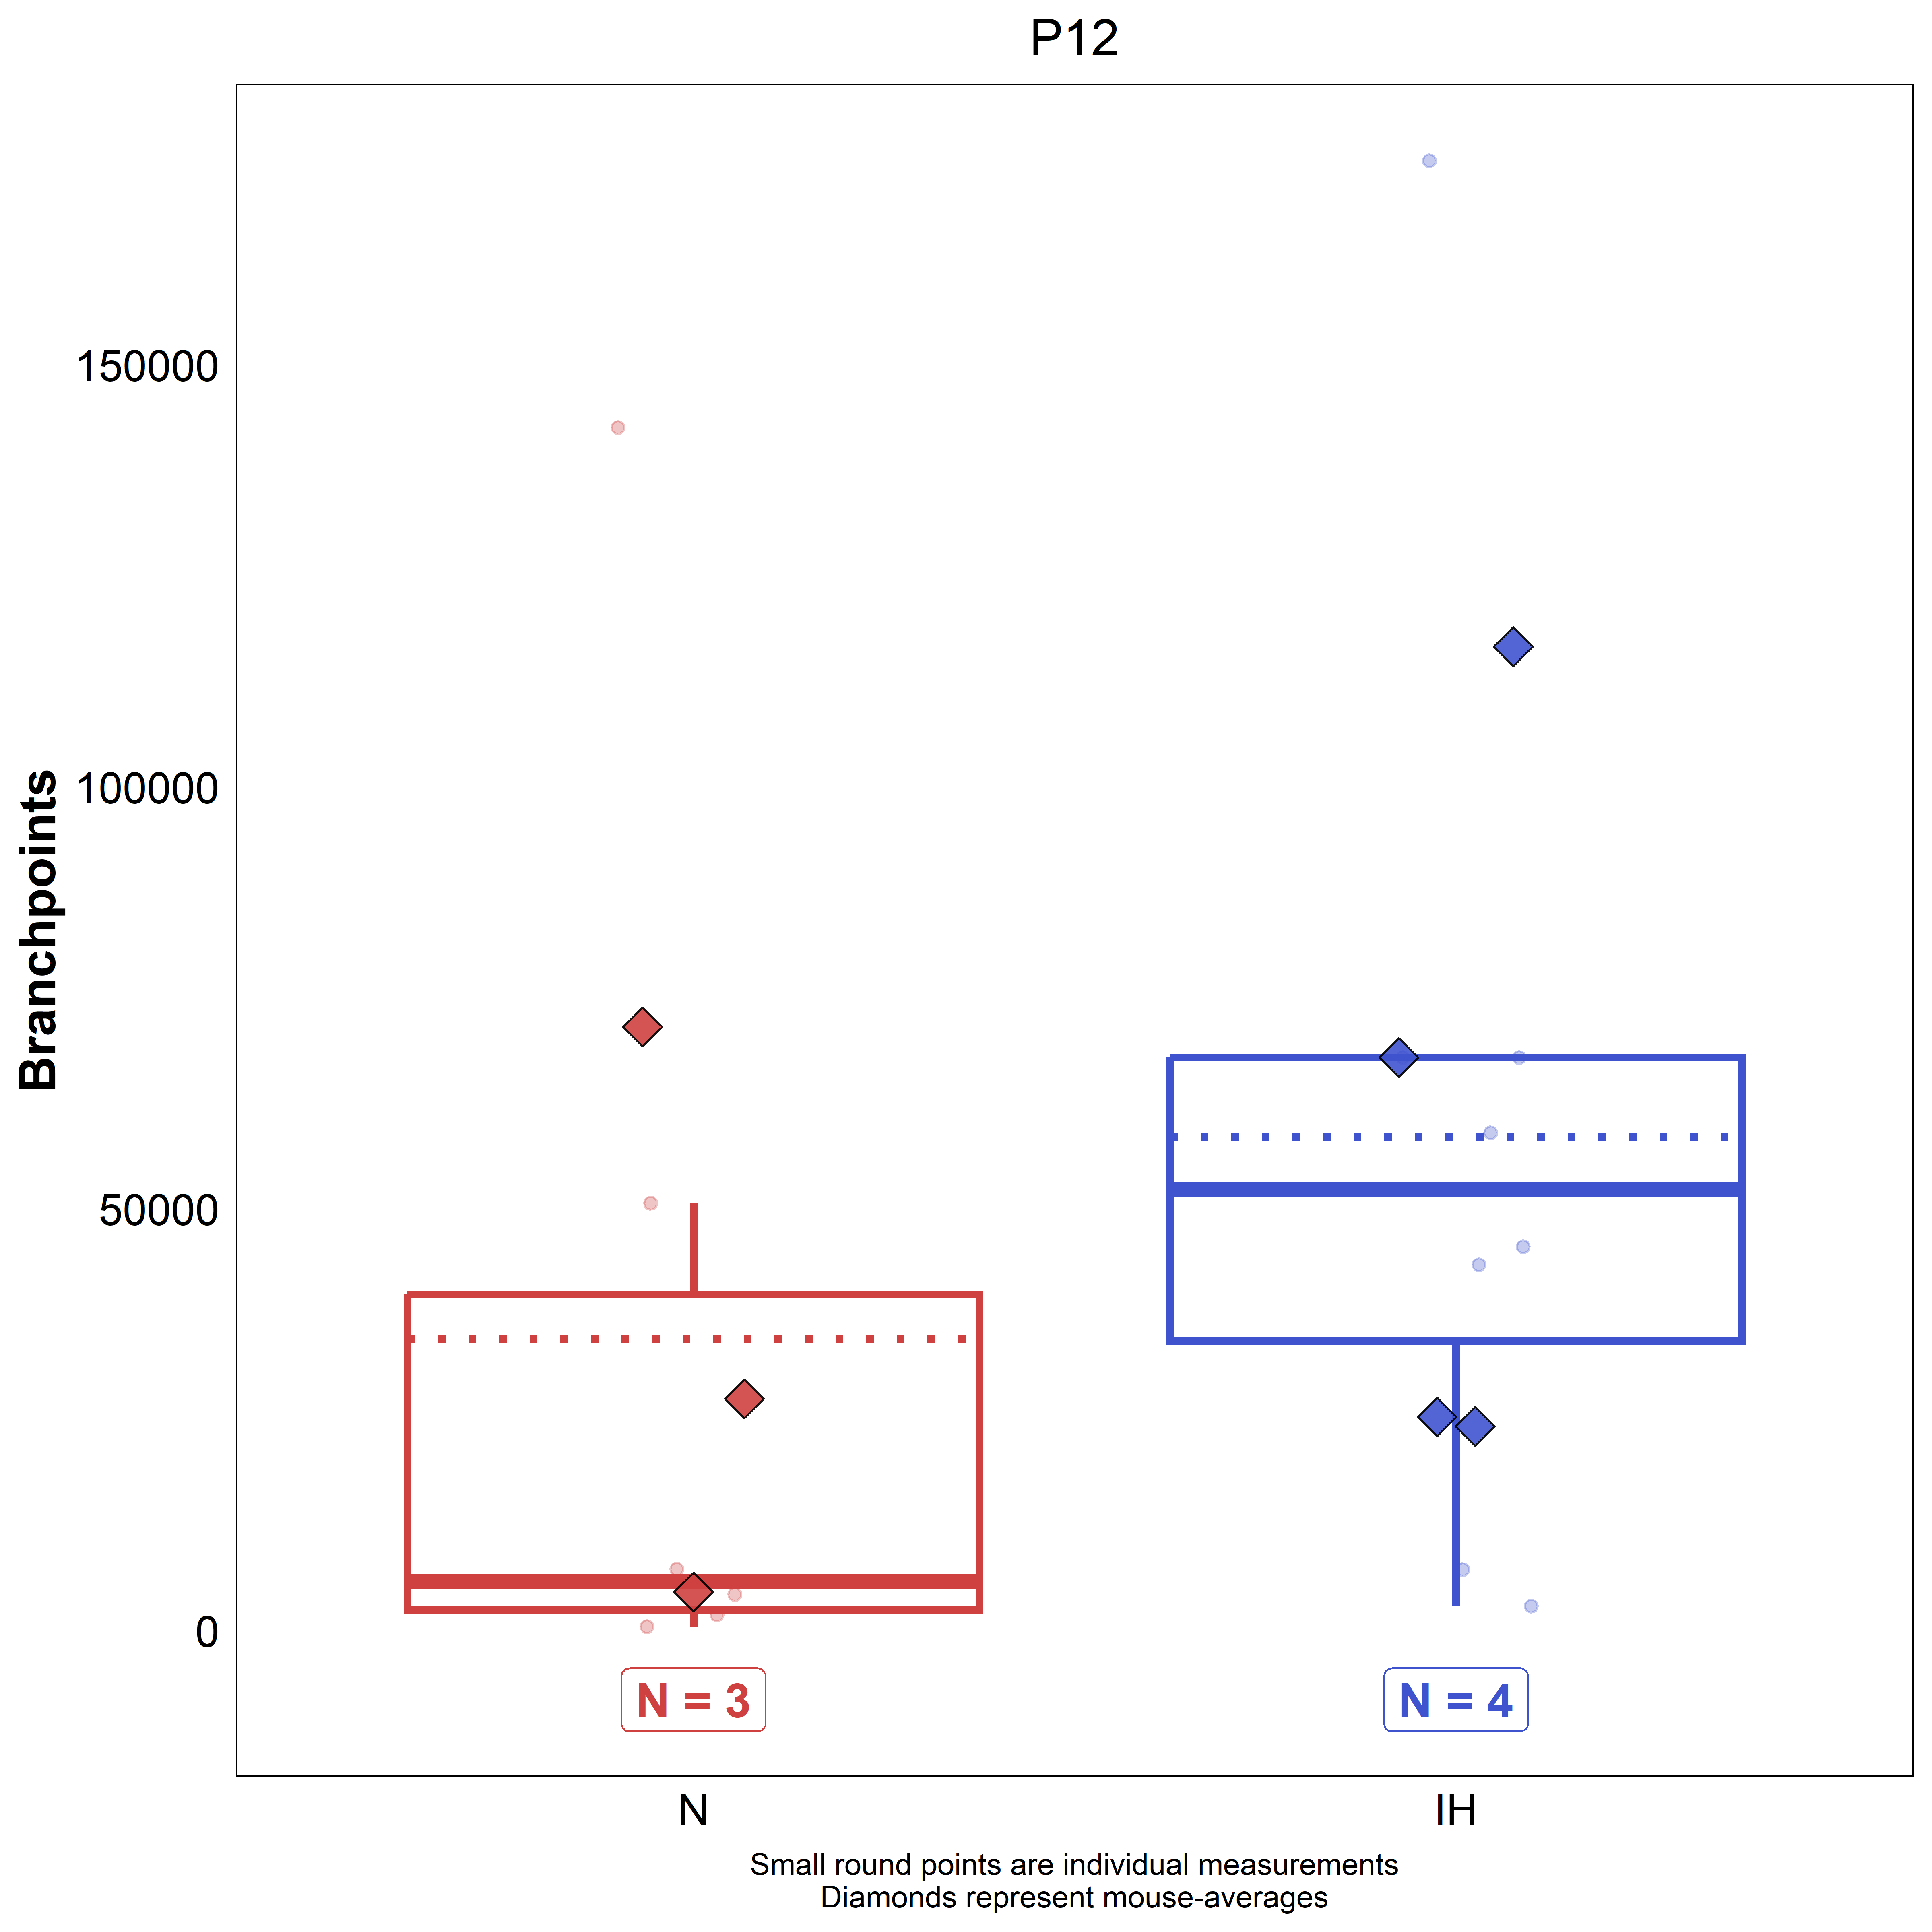 P12
Branchpoints
150000
100000
50000
0
N = 3
N = 4
N
IH
Small round points are individual measurements
Diamonds represent mouse-averages